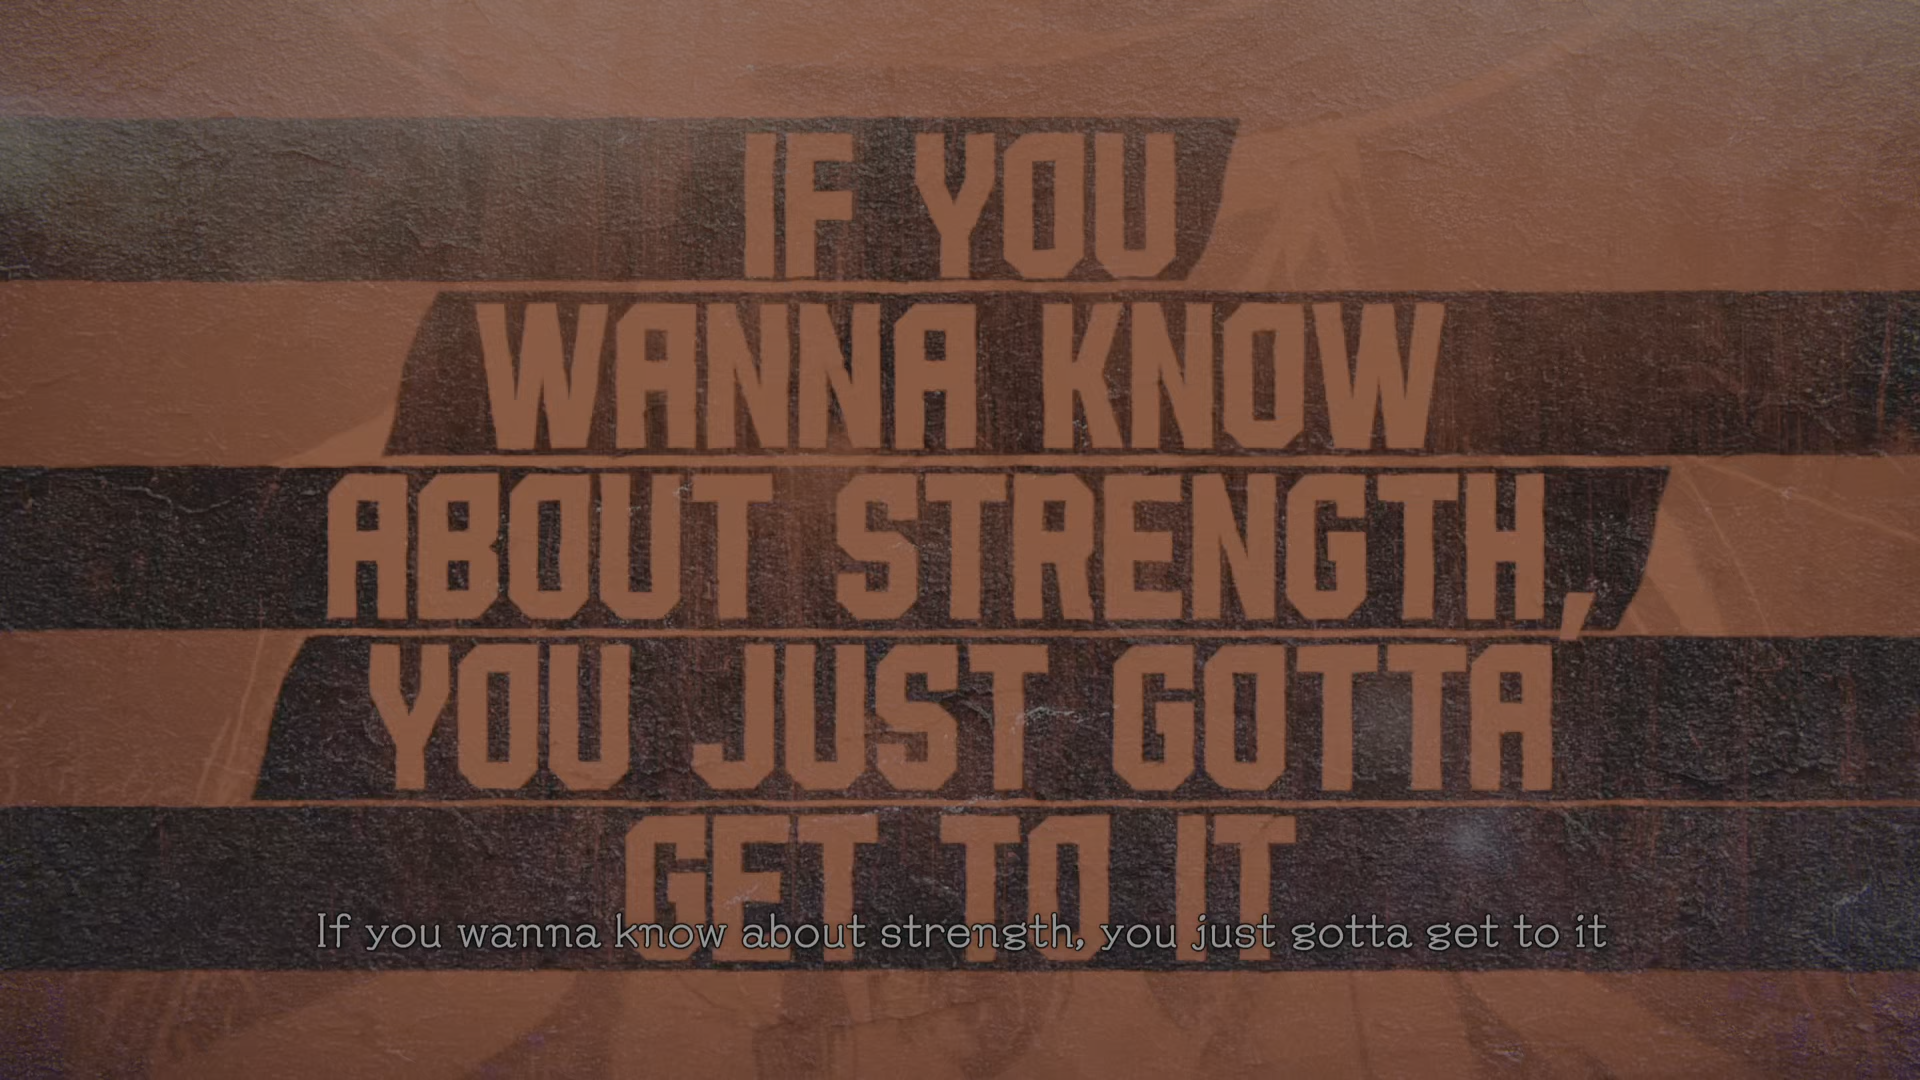 IF YOU
WANNA KNOW
ABOUT STRENGTH,
YOU JUST GOTTA
GET TO IT
If you wanna know about strength, you just gotta get to it